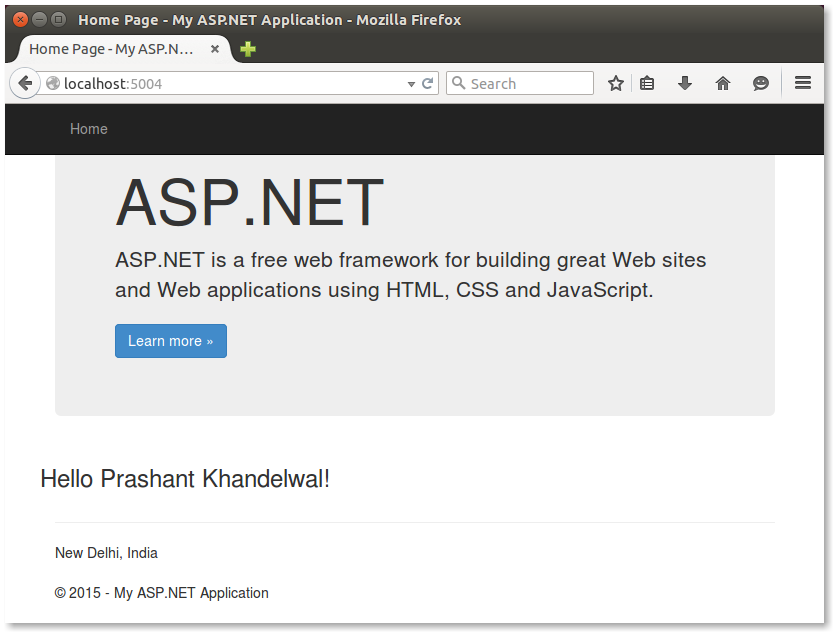 Home Page - My ASP.NET Application - Mozilla Firefox
Home Page - My ASP.N...
localhost:5004
Search
Home
ASP.NET
ASP.NET is a free web framework for building great Web sites
and Web applications using HTML, CSS and JavaScript.
Learn more »
Hello Prashant Khandelwal!
New Delhi, India
© 2015 - My ASP.NET Application